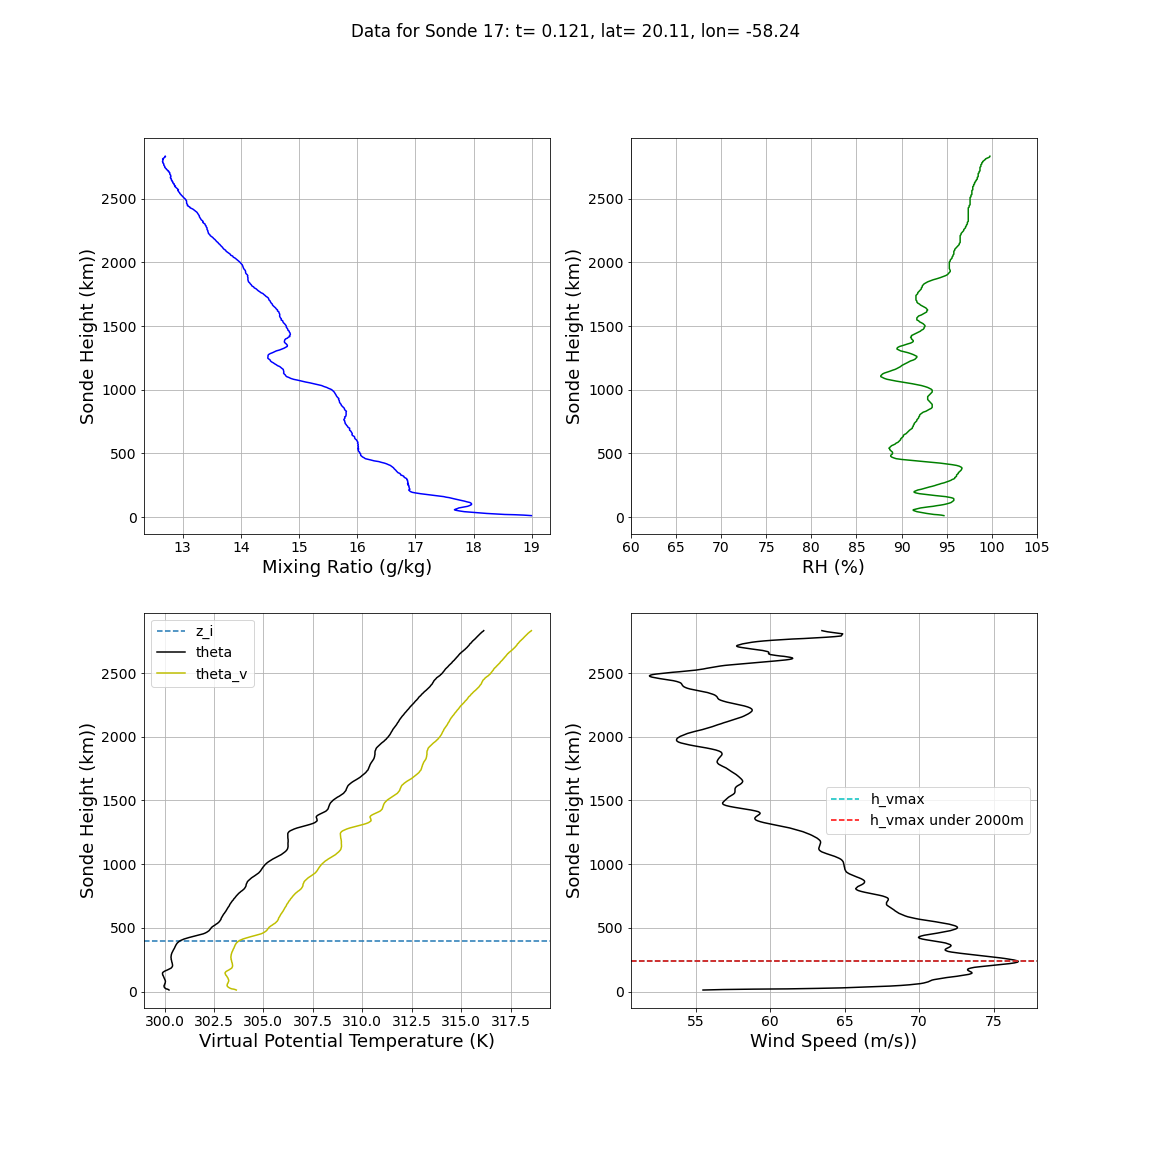 Data for Sonde 17: t= 0.121, lat= 20.11, lon= -58.24
Sonde Height (km))
2500
2000
1500
1000
500
0
13 14 15 16 17 18 19
Mixing Ratio (g/kg)
Sonde Height (km))
2500
2000
1500
1000
500
0
60 65 70 75 80 85 90 95 100 105
RH (%)
Sonde Height (km))
2500
2000
1500
1000
500
0
z_i
theta
theta_v
300.0 302.5 305.0 307.5 310.0 312.5 315.0 317.5
Virtual Potential Temperature (K)
Sonde Height (km))
2500
2000
1500
1000
500
0
h_vmax
h_vmax under 2000m
55 60 65 70 75
Wind Speed (m/s))